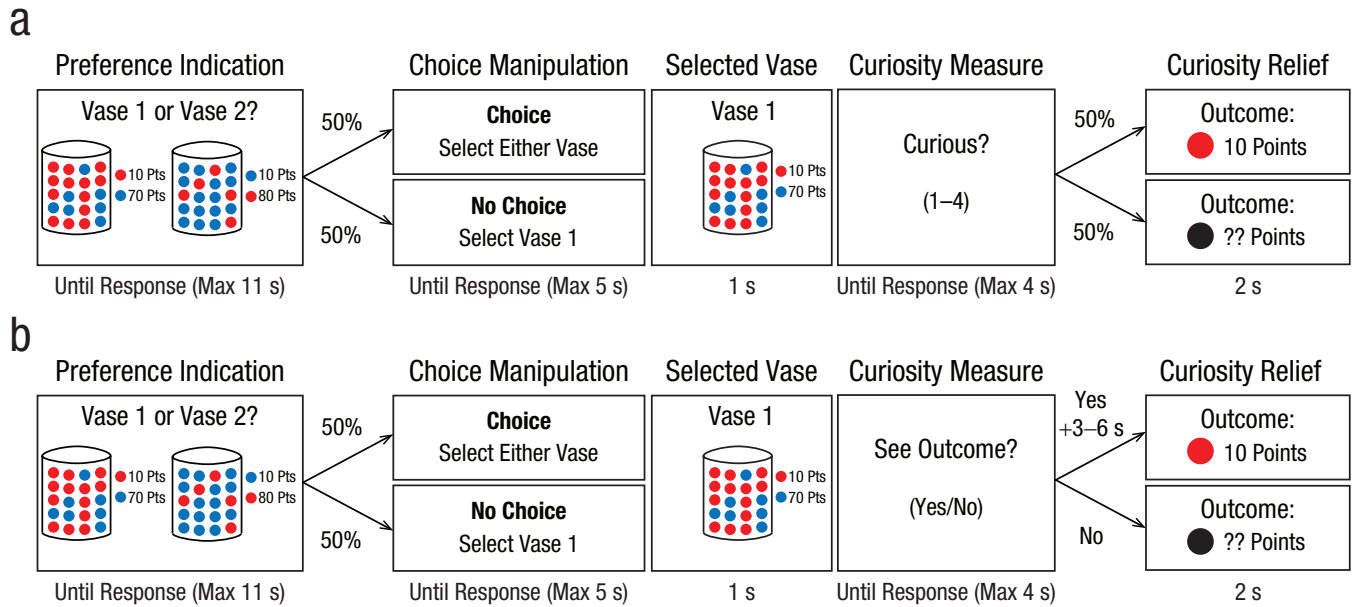 a
Preference Indication
Choice Manipulation
Selected Vase
Curiosity Measure
Curiosity Relief
Vase 1 or Vase 2?
10 Pts
70 Pts
10 Pts
80 Pts
50%
50%
Choice
Select Either Vase
No Choice
Select Vase 1
Vase 1
10 Pts
70 Pts
Curious?
(1–4)
50%
50%
Outcome:
10 Points
Outcome:
?? Points
Until Response (Max 11 s)
Until Response (Max 5 s)
1 s
Until Response (Max 4 s)
2 s
b
Preference Indication
Choice Manipulation
Selected Vase
Curiosity Measure
Curiosity Relief
Vase 1 or Vase 2?
10 Pts
70 Pts
10 Pts
80 Pts
50%
50%
Choice
Select Either Vase
No Choice
Select Vase 1
Vase 1
10 Pts
70 Pts
See Outcome?
(Yes/No)
Yes
+3–6 s
No
Outcome:
10 Points
Outcome:
?? Points
Until Response (Max 11 s)
Until Response (Max 5 s)
1 s
Until Response (Max 4 s)
2 s